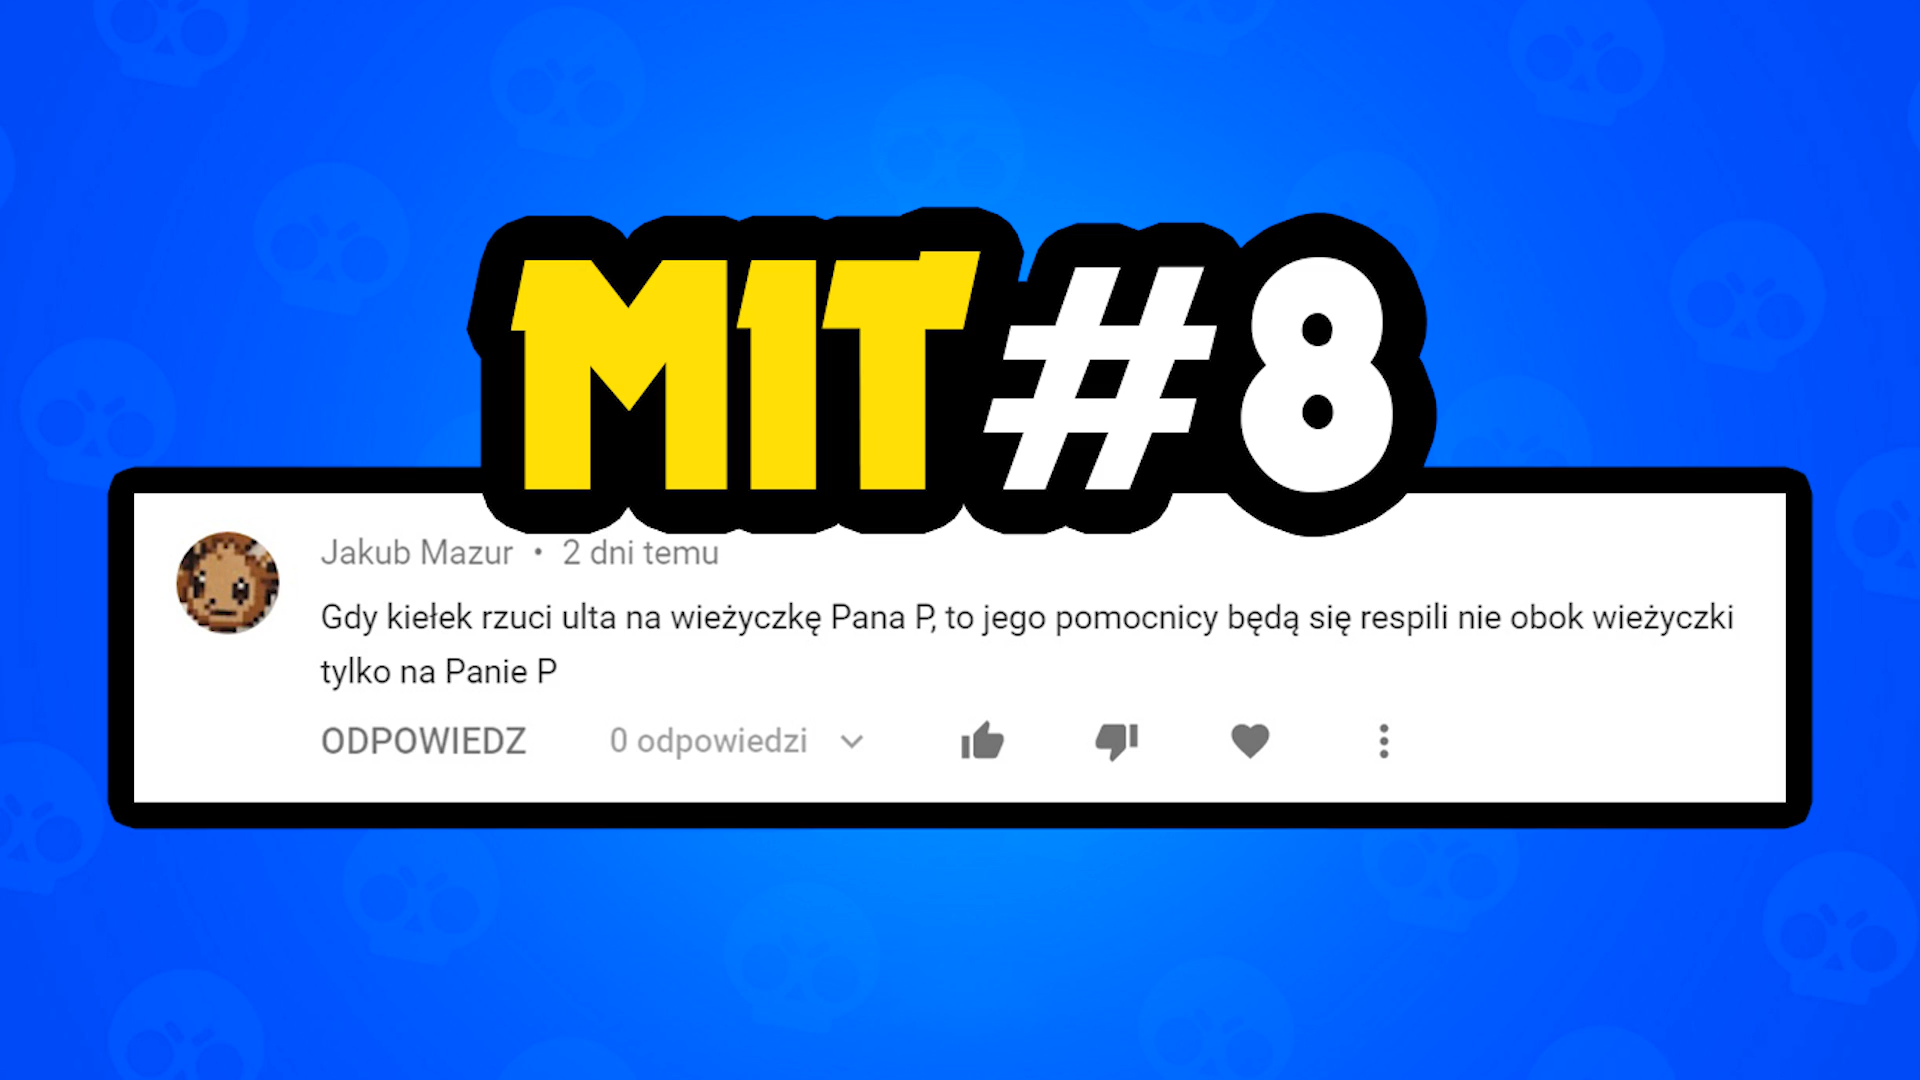 MIT#8
Jakub Mazur • 2 dni temu
Gdy kiełek rzuci ulta na wieżyczkę Pana P, to jego pomocnicy będą się respili nie obok wieżyczki
tylko na Panie P
ODPOWIEDZ 0 odpowiedzi